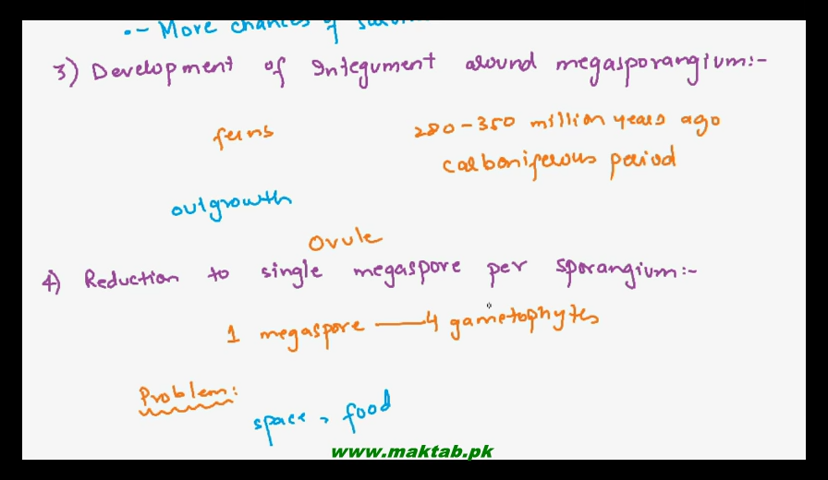 •- More chances of
3) Development of Integument around megasporangium:-
ferns
280-350 million years ago
carboniferous period
outgrowth
Ovule
4) Reduction to single megaspore per sporangium:-
1 megaspore — 4 gametophytes
Problem:
space, food
www.maktab.pk